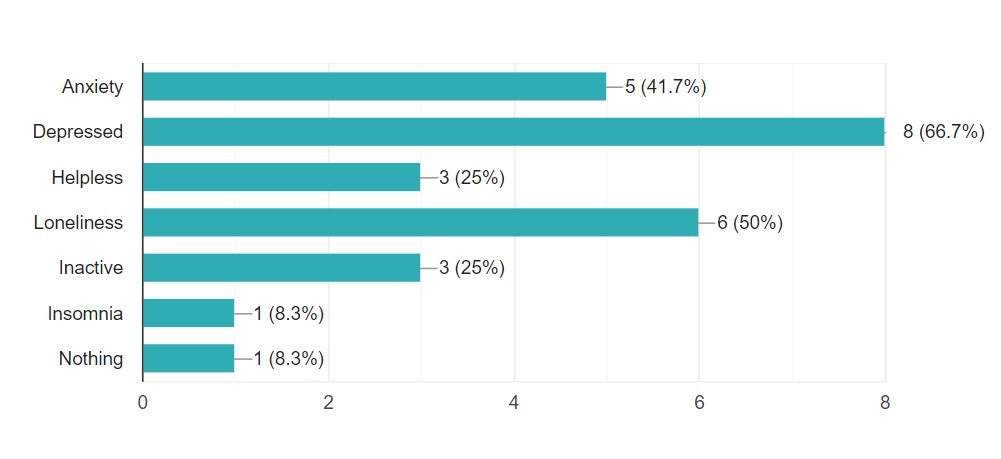 Anxiety 5 (41.7%)
Depressed 8 (66.7%)
Helpless 3 (25%)
Loneliness 6 (50%)
Inactive 3 (25%)
Insomnia 1 (8.3%)
Nothing 1 (8.3%)
0 2 4 6 8